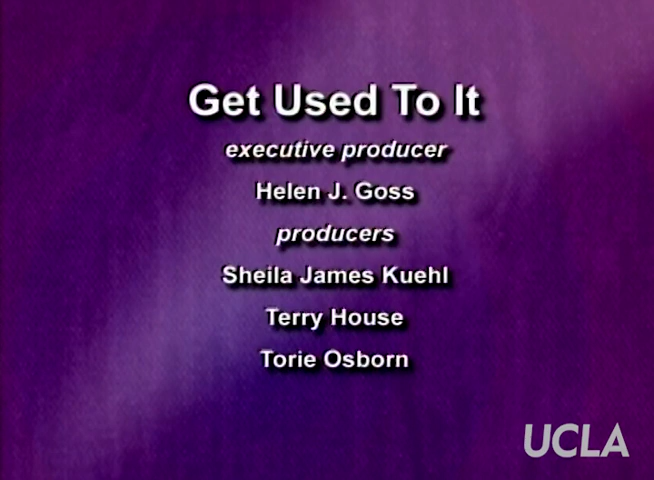 Get Used To It
executive producer
Helen J. Goss
producers
Sheila James Kuehl
Terry House
Torie Osborn
UCLA